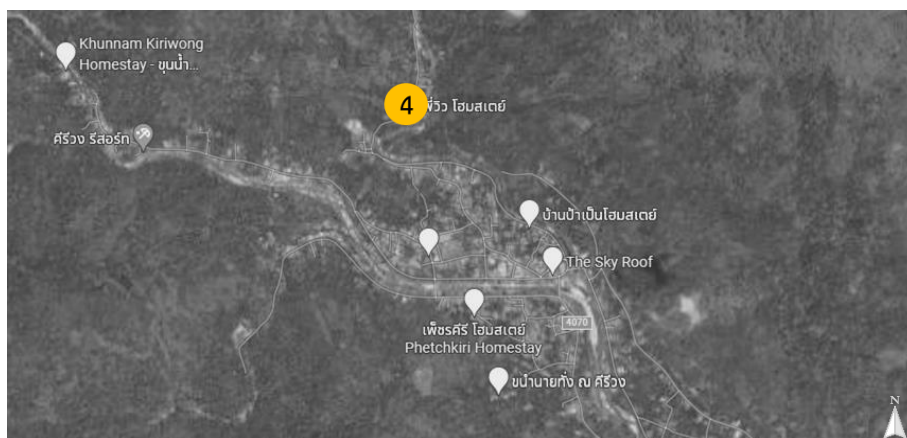 Khunnam Kiriwong
Homestay - ขุนน้ำ...
4
พี่วิว โฮมสเตย์
คีรีวง รีสอร์ท
บ้านป้าเป็นโฮมสเตย์
The Sky Roof
เพ็ชรคีรี โฮมสเตย์
4070
Phetchkiri Homestay
ขนำนายทั่ง ณ คีรีวง
N